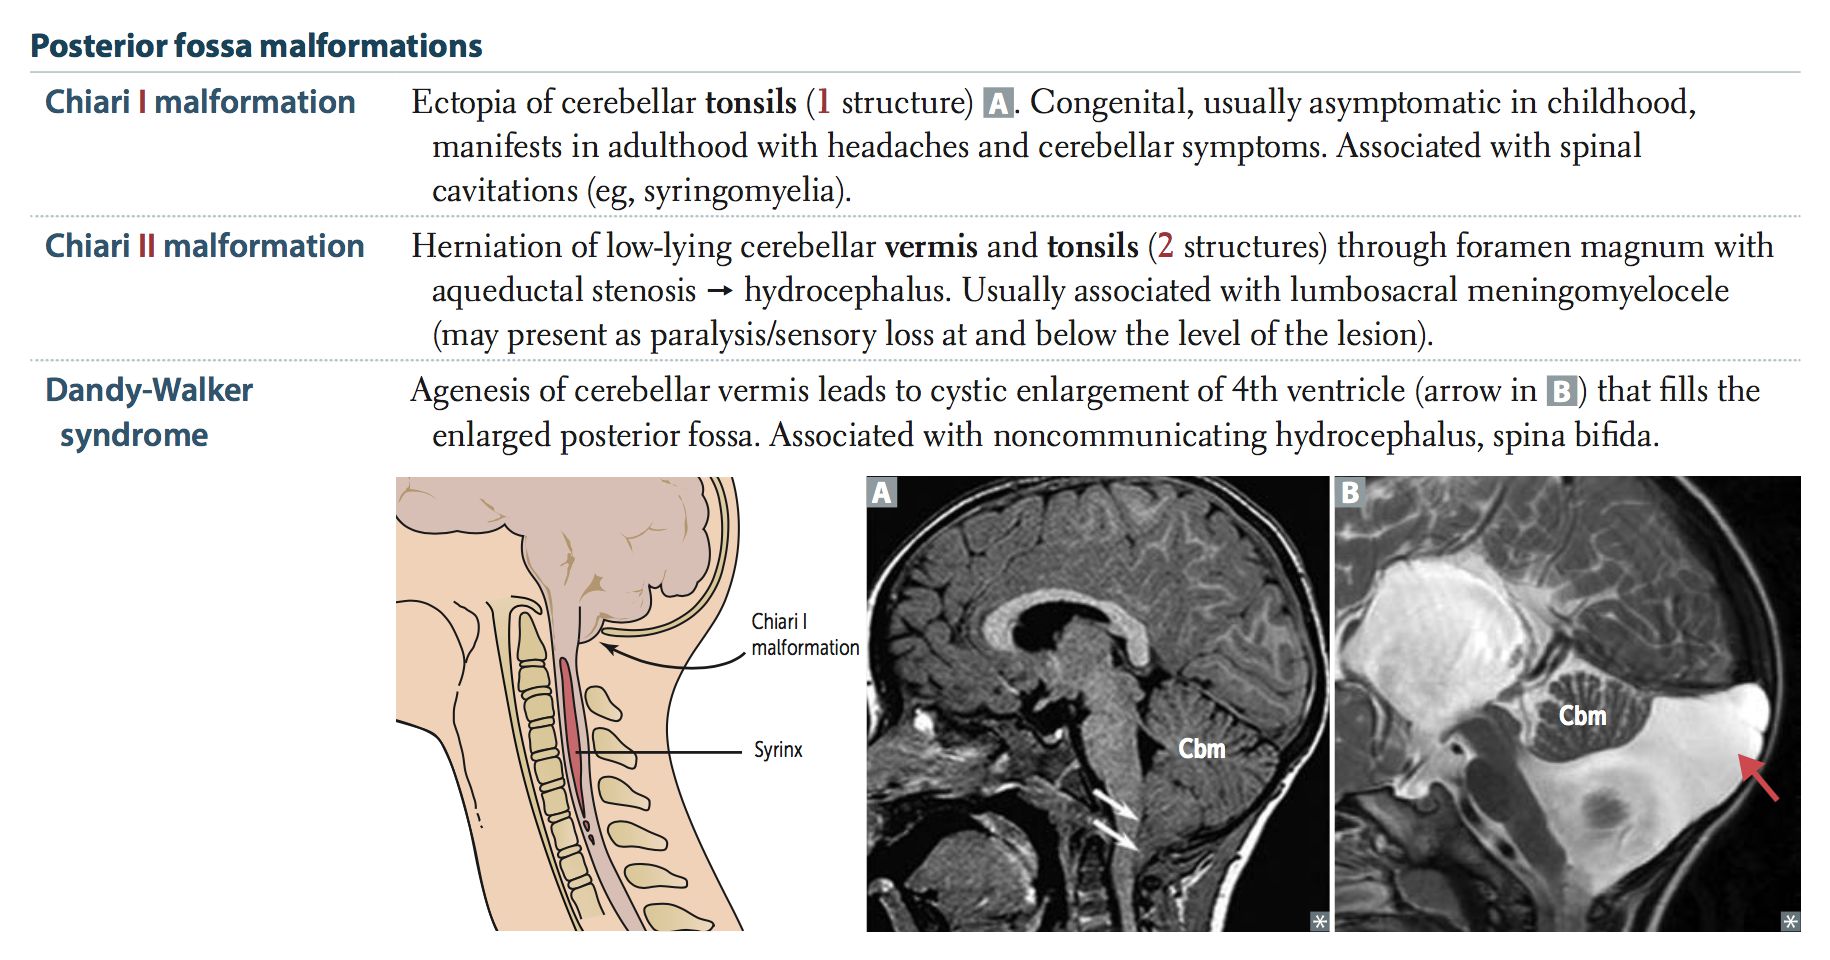 Posterior fossa malformations
Chiari I malformation
Ectopia of cerebellar tonsils (1 structure) A. Congenital, usually asymptomatic in childhood,
manifests in adulthood with headaches and cerebellar symptoms. Associated with spinal
cavitations (eg, syringomyelia).
Chiari II malformation
Herniation of low-lying cerebellar vermis and tonsils (2 structures) through foramen magnum with
aqueductal stenosis → hydrocephalus. Usually associated with lumbosacral meningomyelocele
(may present as paralysis/sensory loss at and below the level of the lesion).
Dandy-Walker
syndrome
Agenesis of cerebellar vermis leads to cystic enlargement of 4th ventricle (arrow in B) that fills the
enlarged posterior fossa. Associated with noncommunicating hydrocephalus, spina bifida.
Chiari I
malformation
Syrinx
A
Cbm
*
B
Cbm
*